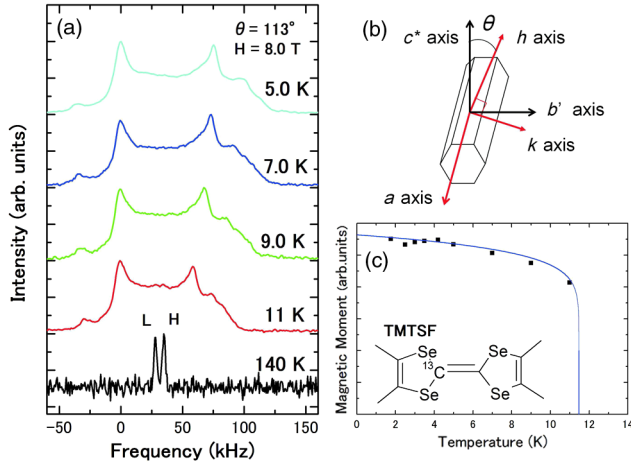 (a)
θ = 113°
H = 8.0 T
5.0 K
7.0 K
9.0 K
11 K
L H
140 K
Intensity (arb. units)
-50 0 50 100 150
Frequency (kHz)
(b)
c* axis
θ
h axis
b' axis
k axis
a axis
(c)
Magnetic Moment (arb.units)
TMTSF
Se Se
13C
Se Se
0 2 4 6 8 10 12 14
Temperature (K)